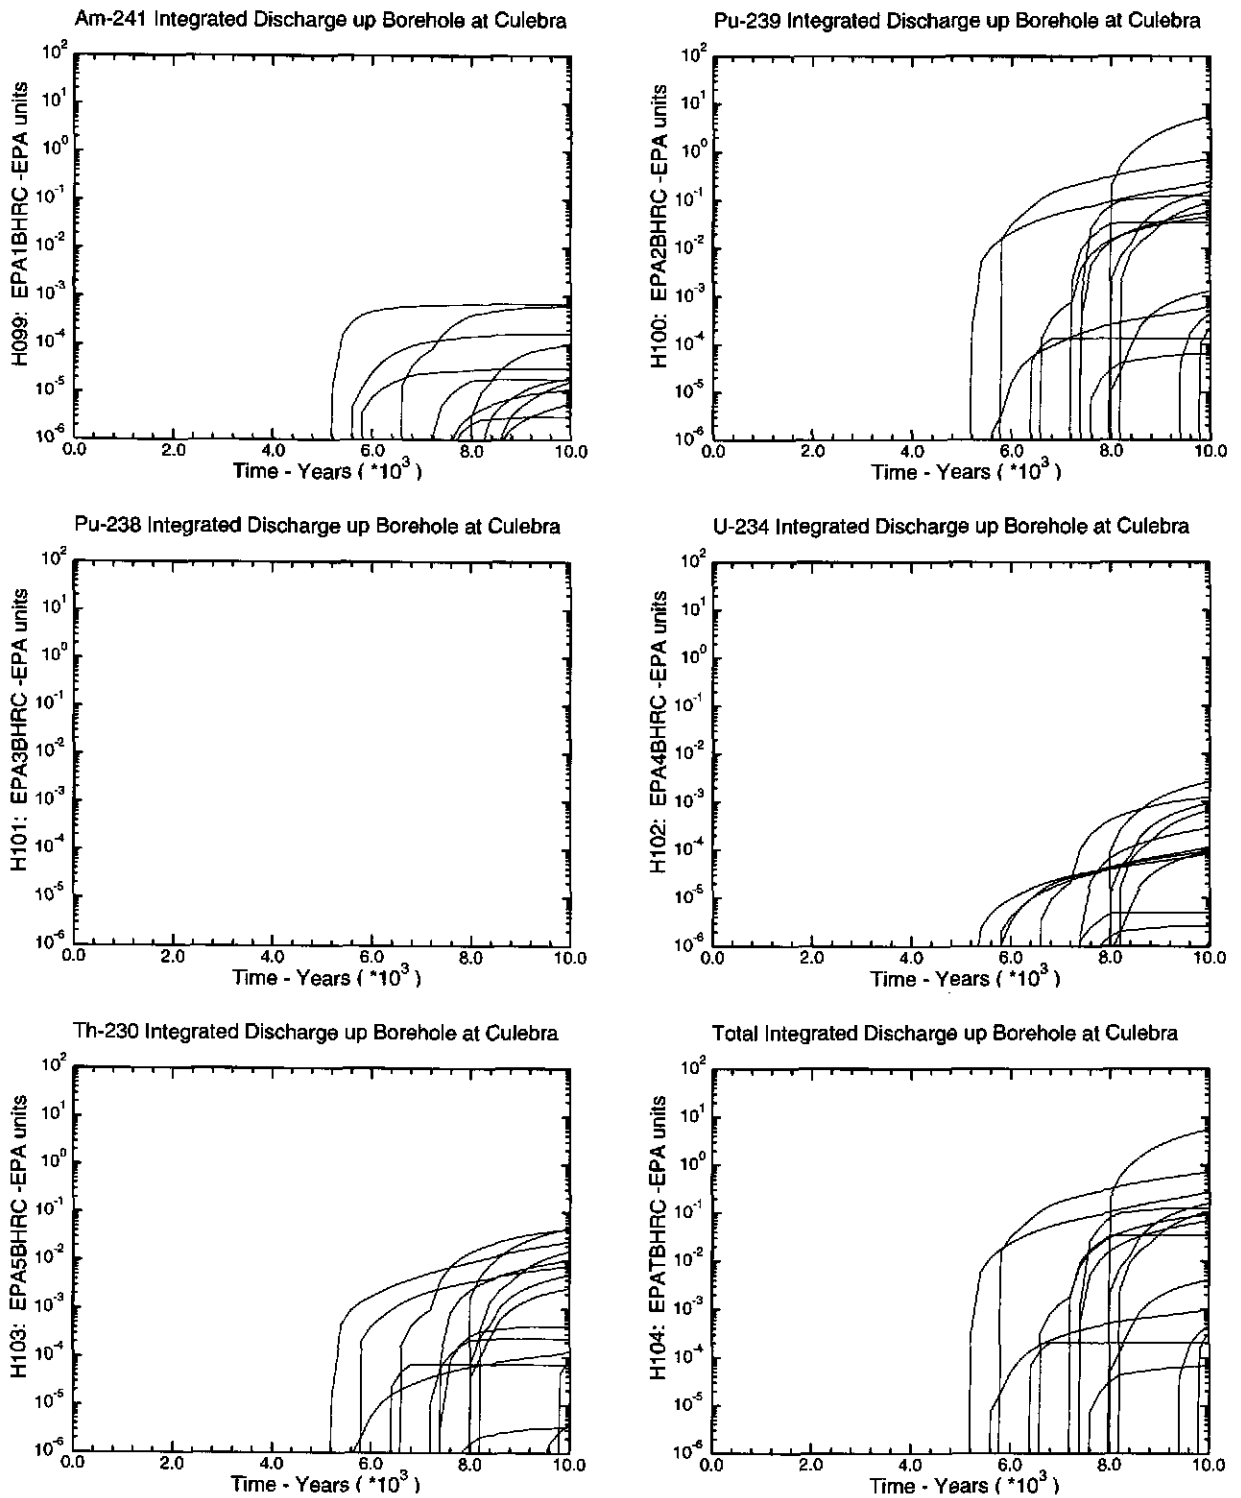 Am-241 Integrated Discharge up Borehole at Culebra
H099: EPA1BHRC -EPA units
10^2
10^1
10^0
10^-1
10^-2
10^-3
10^-4
10^-5
10^-6
0.0 2.0 4.0 6.0 8.0 10.0
Time - Years ( *10^3 )
Pu-239 Integrated Discharge up Borehole at Culebra
H100: EPA2BHRC -EPA units
10^2
10^1
10^0
10^-1
10^-2
10^-3
10^-4
10^-5
10^-6
0.0 2.0 4.0 6.0 8.0 10.0
Time - Years ( *10^3 )
Pu-238 Integrated Discharge up Borehole at Culebra
H101: EPA3BHRC -EPA units
10^2
10^1
10^0
10^-1
10^-2
10^-3
10^-4
10^-5
10^-6
0.0 2.0 4.0 6.0 8.0 10.0
Time - Years ( *10^3 )
U-234 Integrated Discharge up Borehole at Culebra
H102: EPA4BHRC -EPA units
10^2
10^1
10^0
10^-1
10^-2
10^-3
10^-4
10^-5
10^-6
0.0 2.0 4.0 6.0 8.0 10.0
Time - Years ( *10^3 )
Th-230 Integrated Discharge up Borehole at Culebra
H103: EPA5BHRC -EPA units
10^2
10^1
10^0
10^-1
10^-2
10^-3
10^-4
10^-5
10^-6
0.0 2.0 4.0 6.0 8.0 10.0
Time - Years ( *10^3 )
Total Integrated Discharge up Borehole at Culebra
H104: EPATBHRC -EPA units
10^2
10^1
10^0
10^-1
10^-2
10^-3
10^-4
10^-5
10^-6
0.0 2.0 4.0 6.0 8.0 10.0
Time - Years ( *10^3 )